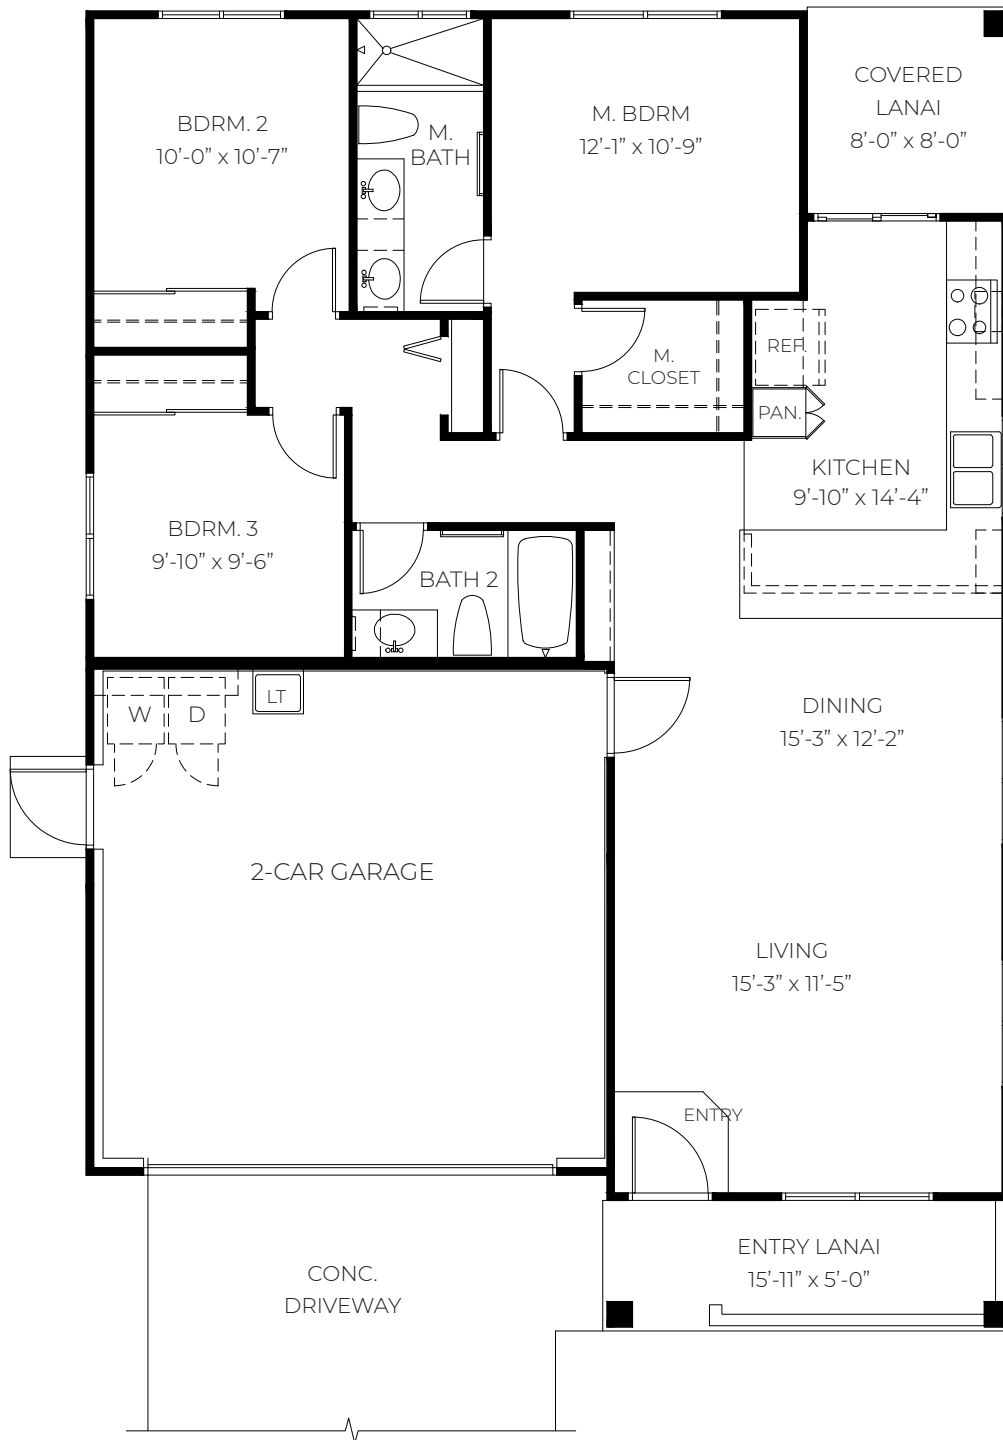 BDRM. 2
10’-0” x 10’-7”
M.
BATH
M. BDRM
12’-1” x 10’-9”
COVERED
LANAI
8’-0” x 8’-0”
M.
CLOSET
REF.
PAN.
KITCHEN
9’-10” x 14’-4”
BDRM. 3
9’-10” x 9’-6”
BATH 2
W
D
LT
DINING
15’-3” x 12’-2”
2-CAR GARAGE
LIVING
15’-3” x 11’-5”
ENTRY
ENTRY LANAI
15’-11” x 5’-0”
CONC.
DRIVEWAY